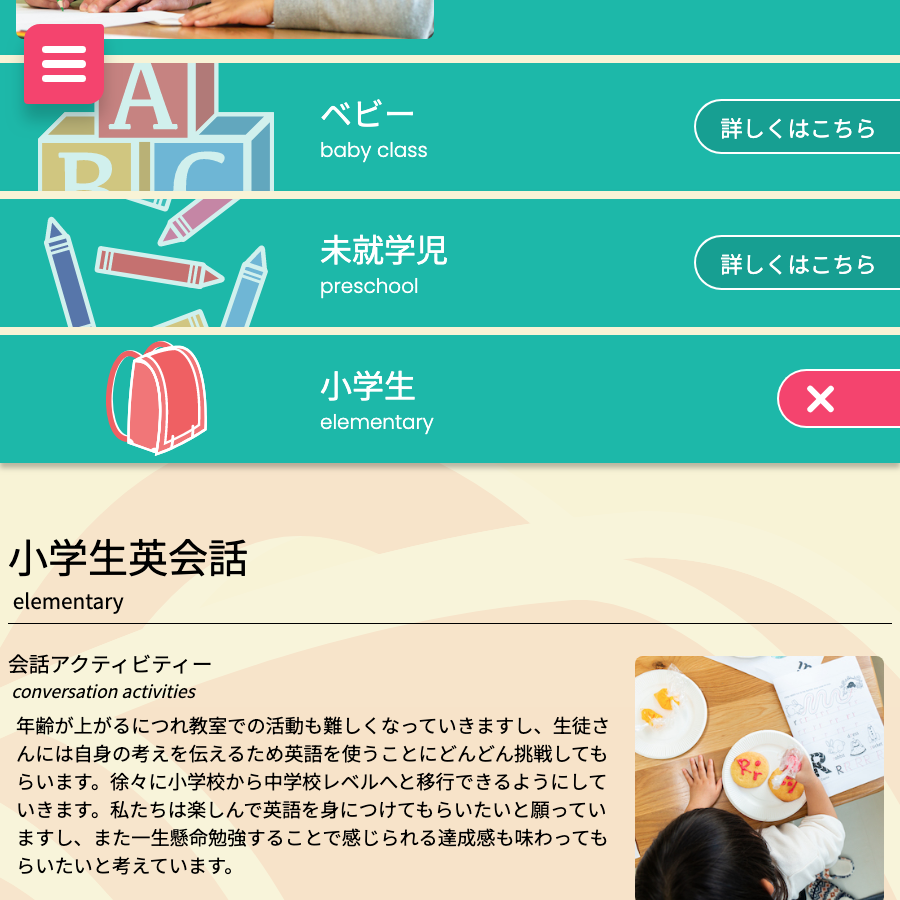 A
B C
ベビー
baby class
詳しくはこちら
未就学児
preschool
詳しくはこちら
小学生
elementary
小学生英会話
elementary
会話アクティビティー
conversation activities
年齢が上がるにつれ教室での活動も難しくなっていきますし、生徒さ
んには自身の考えを伝えるため英語を使うことにどんどん挑戦しても
らいます。徐々に小学校から中学校レベルへと移行できるようにして
いきます。私たちは楽しんで英語を身につけてもらいたいと願ってい
ますし、また一生懸命勉強することで感じられる達成感も味わっても
らいたいと考えています。